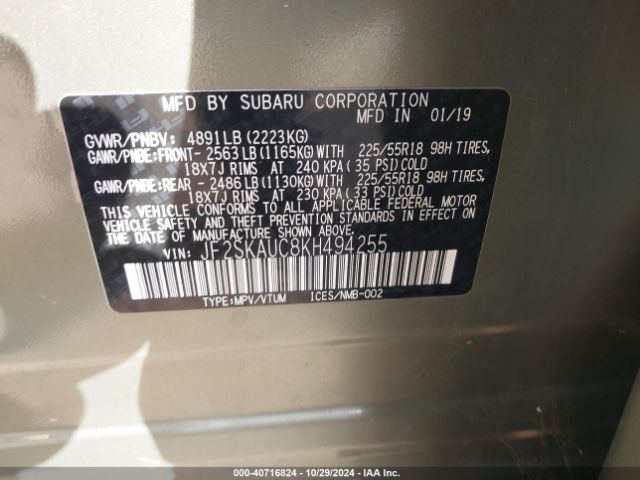 MFD BY SUBARU CORPORATION
MFD IN 01/19
GVWR/PNBV: 4891LB (2223KG)
GAWR/PNBE:FRONT- 2563LB (1165KG)WITH 225/55R18 98H TIRES,
18X7J RIMS AT 240 KPA (35 PSI)COLD
GAWR/PNBE:REAR - 2486LB (1130KG)WITH 225/55R18 98H TIRES,
18X7J RIMS AT 230 KPA (33 PSI)COLD
THIS VEHICLE CONFORMS TO ALL APPLICABLE FEDERAL MOTOR
VEHICLE SAFETY AND THEFT PREVENTION STANDARDS IN EFFECT ON
THE DATE OF MANUFACTURE SHOWN ABOVE.
VIN: JF2SKAUC8KH494255
TYPE:MPV/VTUM ICES/NMB-002
000-40716824 | 10/29/2024 | IAA Inc.